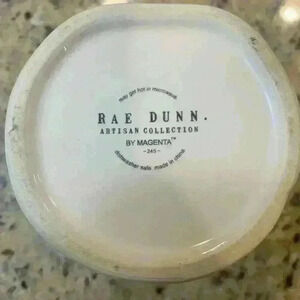 may get hot in microwave
RAE DUNN.
ARTISAN COLLECTION
BY MAGENTA™
-245-
dishwasher safe. made in china.